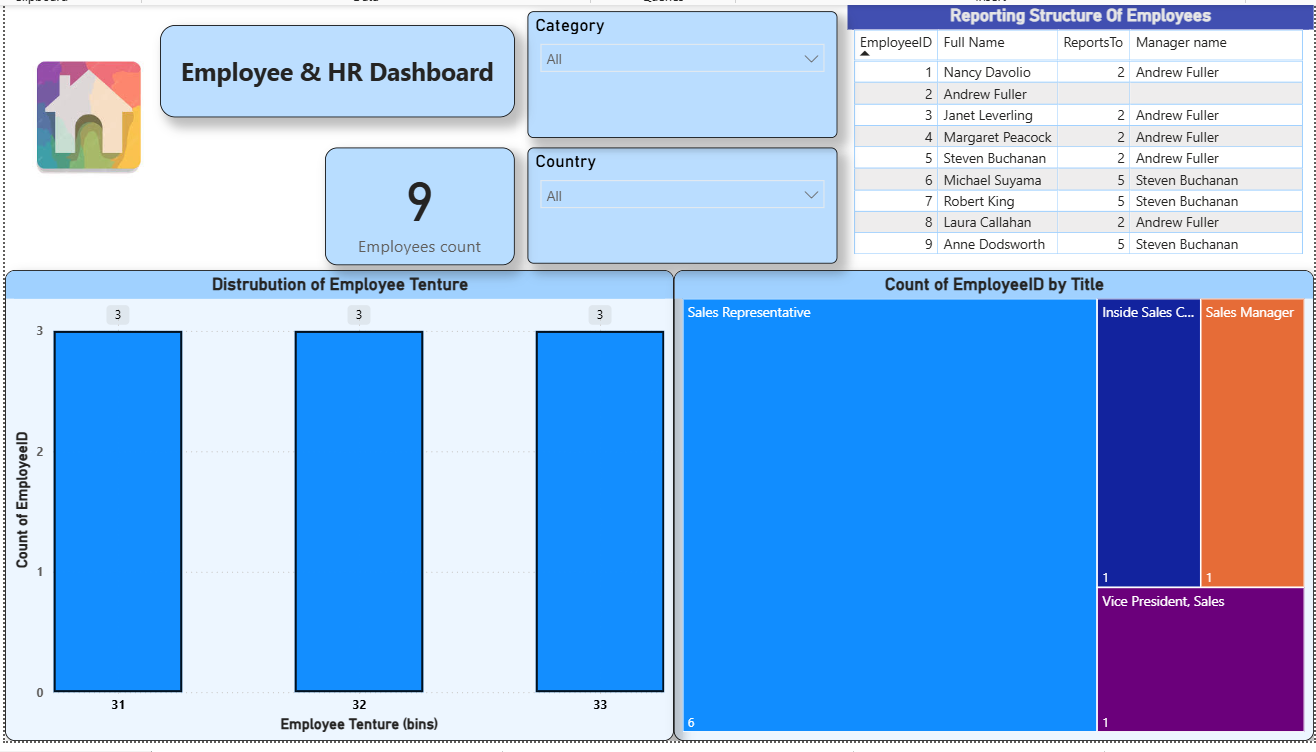 Employee & HR Dashboard
9
Employees count
Category
All
Country
All
Reporting Structure Of Employees
EmployeeID Full Name ReportsTo Manager name
1 Nancy Davolio 2 Andrew Fuller
2 Andrew Fuller
3 Janet Leverling 2 Andrew Fuller
4 Margaret Peacock 2 Andrew Fuller
5 Steven Buchanan 2 Andrew Fuller
6 Michael Suyama 5 Steven Buchanan
7 Robert King 5 Steven Buchanan
8 Laura Callahan 2 Andrew Fuller
9 Anne Dodsworth 5 Steven Buchanan
Distrubution of Employee Tenture
3 3 3
3
2
1
0
Count of EmployeeID
31 32 33
Employee Tenture (bins)
Count of EmployeeID by Title
Sales Representative
6
Inside Sales C...
1
Sales Manager
1
Vice President, Sales
1